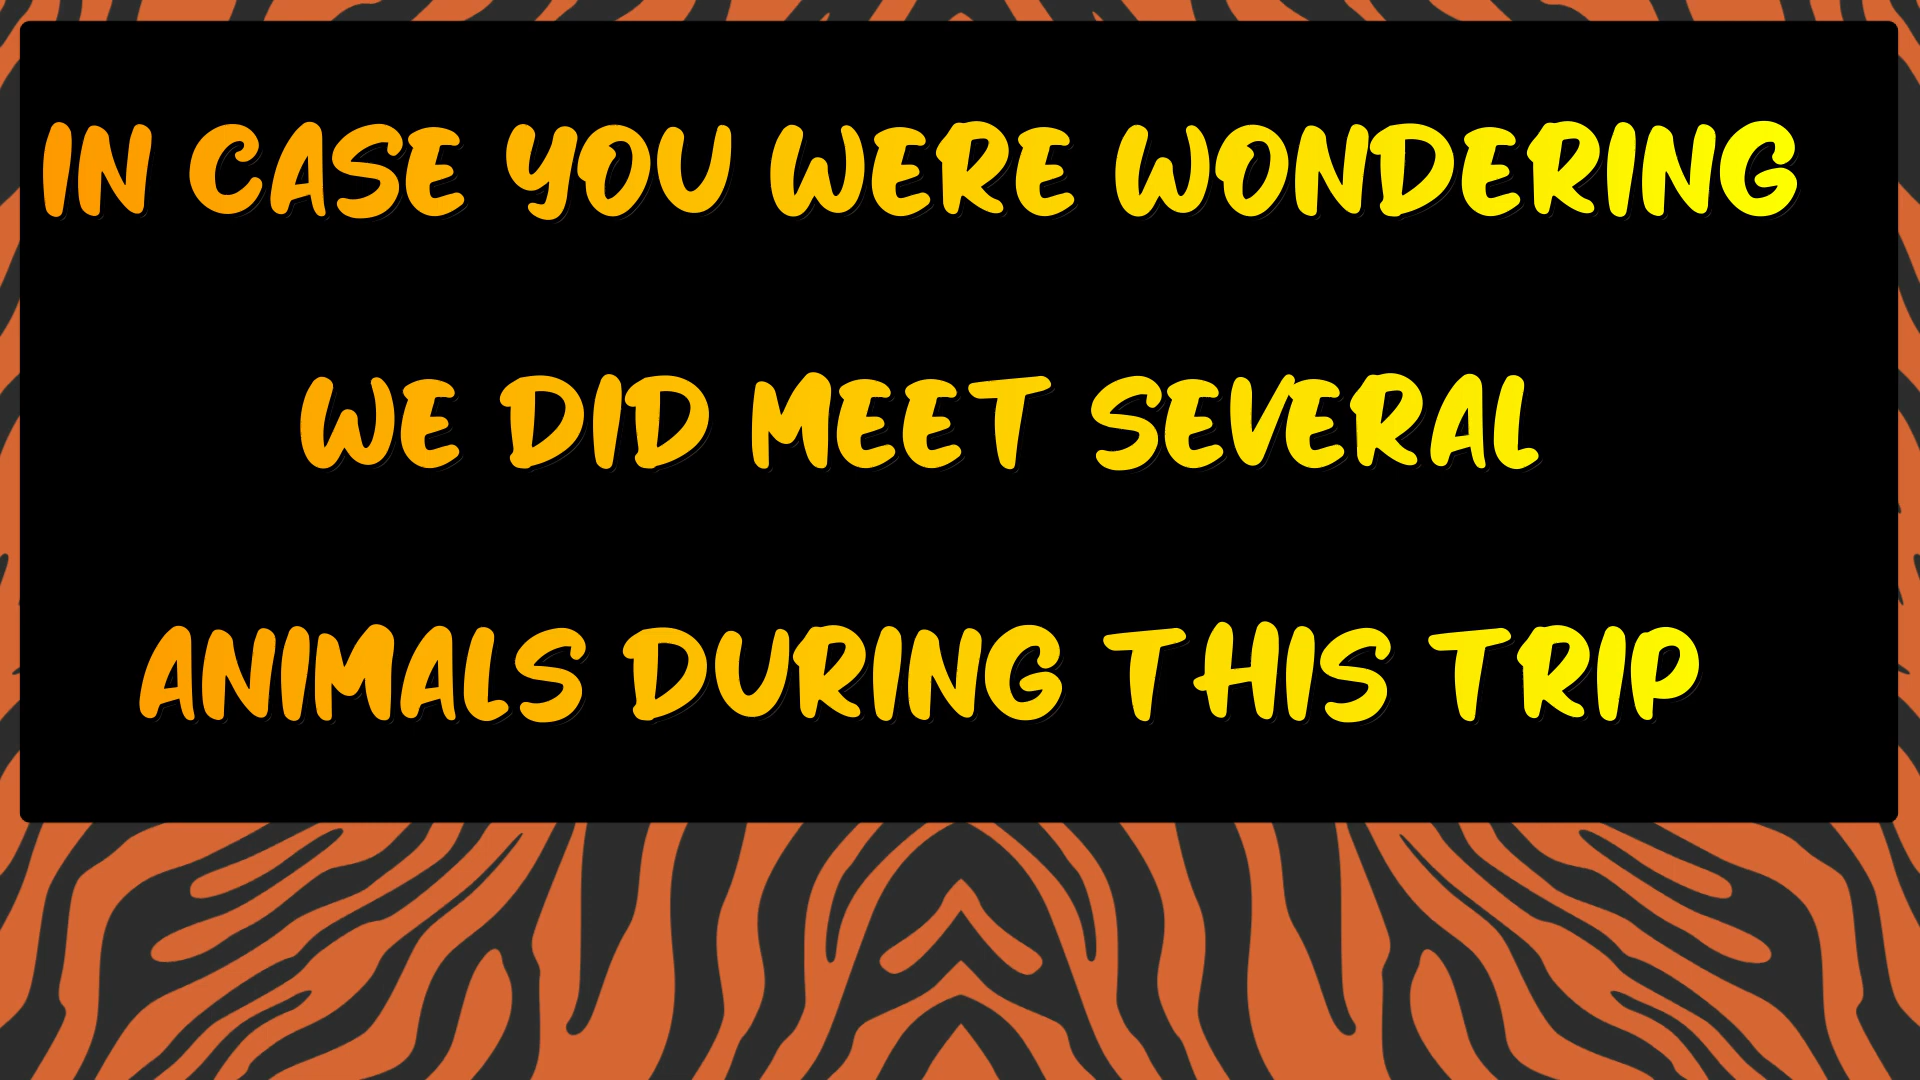 IN CASE YOU WERE WONDERING
WE DID MEET SEVERAL
ANIMALS DURING THIS TRIP